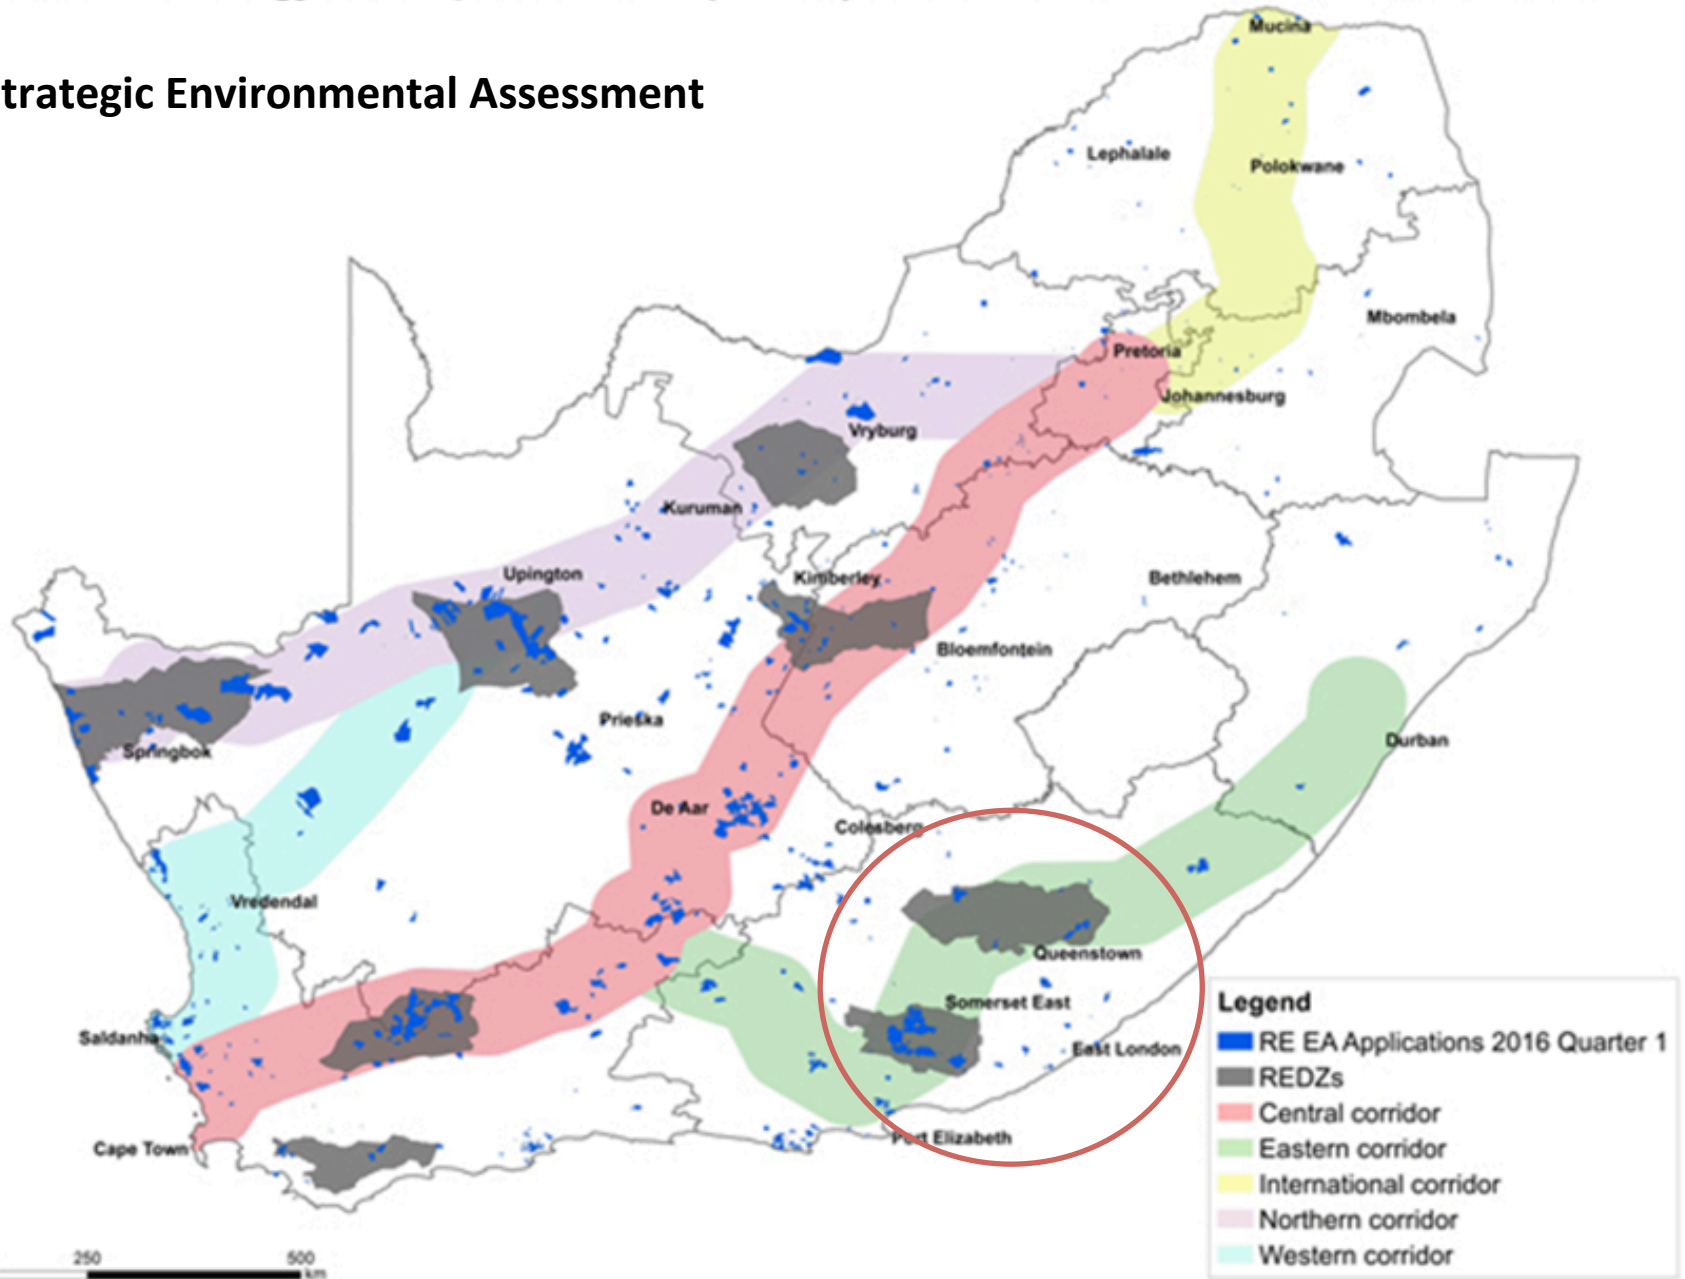 trategic Environmental Assessment
Mucina
Lephalale
Polokwane
Mbombela
Pretoria
Johannesburg
Vryburg
Kuruman
Upington
Kimberley
Bethlehem
Bloemfontein
Prieska
Springbok
Durban
De Aar
Colesberg
Vredendal
Queenstown
Somerset East
Saldanha
East London
Cape Town
Port Elizabeth
Legend
RE EA Applications 2016 Quarter 1
REDZs
Central corridor
Eastern corridor
International corridor
Northern corridor
Western corridor
250 500
km